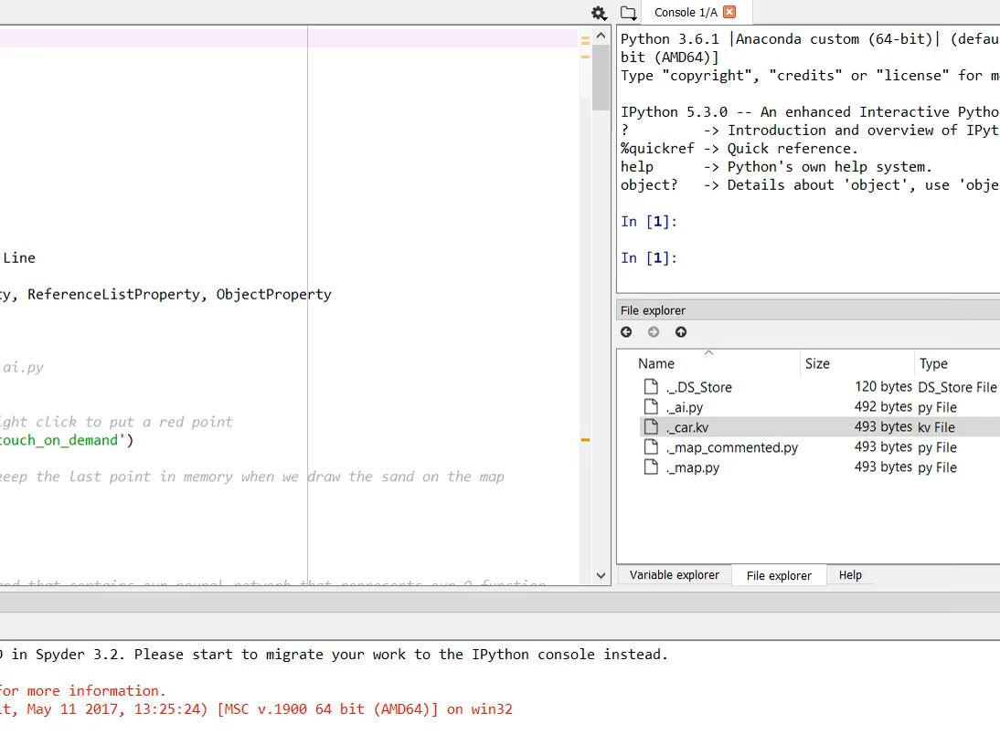 Console 1/A
Python 3.6.1 |Anaconda custom (64-bit)| (defau
bit (AMD64)]
Type "copyright", "credits" or "license" for m
IPython 5.3.0 -- An enhanced Interactive Pytho
? -> Introduction and overview of IPyt
%quickref -> Quick reference.
help -> Python's own help system.
object? -> Details about 'object', use 'obje
In [1]:
In [1]:
Line
ty, ReferenceListProperty, ObjectProperty
ai.py
ight click to put a red point
touch_on_demand')
eeep the last point in memory when we draw the sand on the map
and that contains our neural network that represents our Q-function
File explorer
Name Size Type
._.DS_Store 120 bytes DS_Store File
._ai.py 492 bytes py File
._car.kv 493 bytes kv File
._map_commented.py 493 bytes py File
._map.py 493 bytes py File
Variable explorer File explorer Help
in Spyder 3.2. Please start to migrate your work to the IPython console instead.
for more information.
it, May 11 2017, 13:25:24) [MSC v.1900 64 bit (AMD64)] on win32